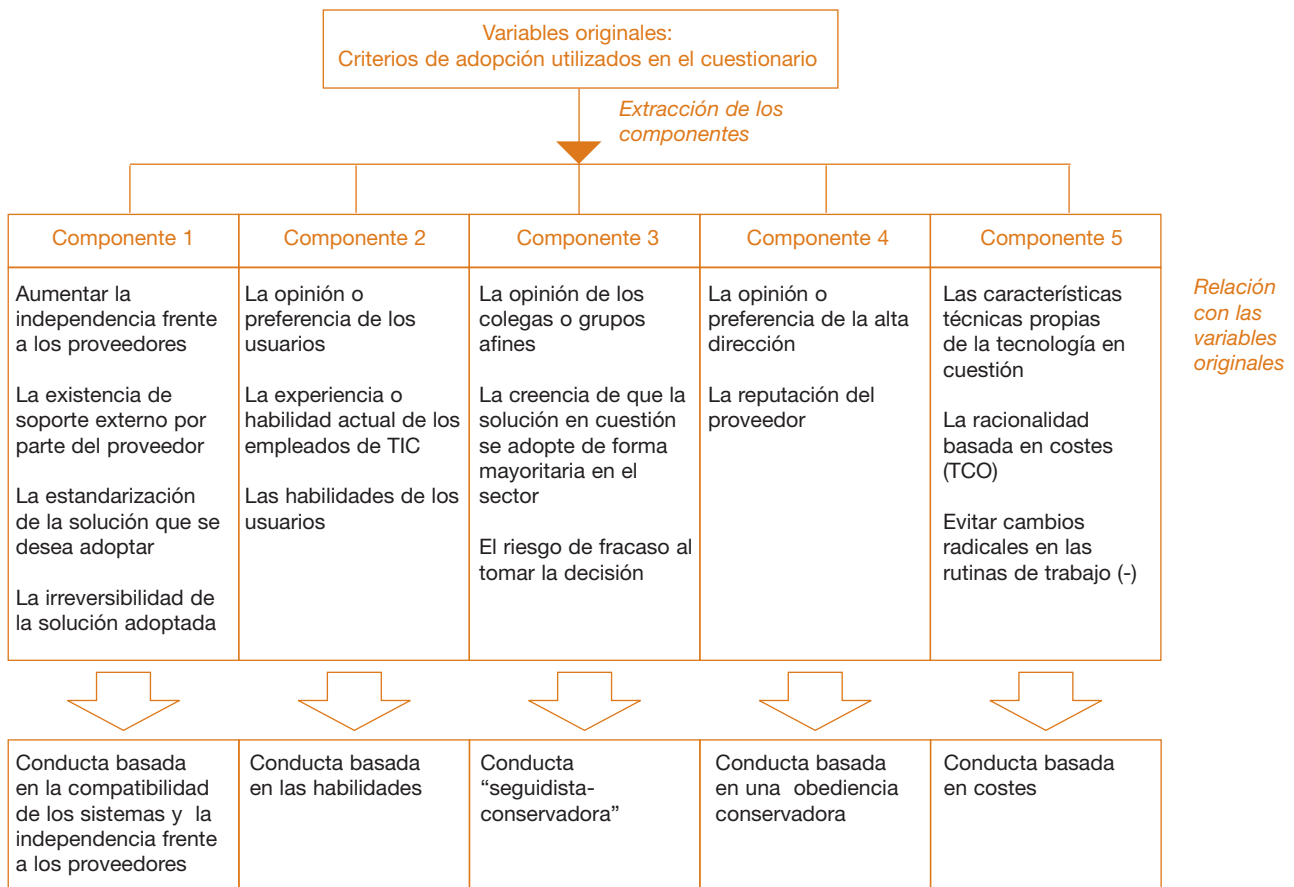 Variables originales:
Criterios de adopción utilizados en el cuestionario
Extracción de los
componentes
Componente 1
Componente 2
Componente 3
Componente 4
Componente 5
Aumentar la
independencia frente
a los proveedores
La existencia de
soporte externo por
parte del proveedor
La estandarización
de la solución que se
desea adoptar
La irreversibilidad de
la solución adoptada
La opinión o
preferencia de los
usuarios
La experiencia o
habilidad actual de los
empleados de TIC
Las habilidades de los
usuarios
La opinión de los
colegas o grupos
afines
La creencia de que la
solución en cuestión
se adopte de forma
mayoritaria en el
sector
El riesgo de fracaso al
tomar la decisión
La opinión o
preferencia de la alta
dirección
La reputación del
proveedor
Las características
técnicas propias
de la tecnología en
cuestión
La racionalidad
basada en costes
(TCO)
Evitar cambios
radicales en las
rutinas de trabajo (-)
Relación
con las
variables
originales
Conducta basada
en la compatibilidad
de los sistemas y la
independencia frente
a los proveedores
Conducta basada
en las habilidades
Conducta
“seguidista-
conservadora”
Conducta basada
en una obediencia
conservadora
Conducta basada
en costes